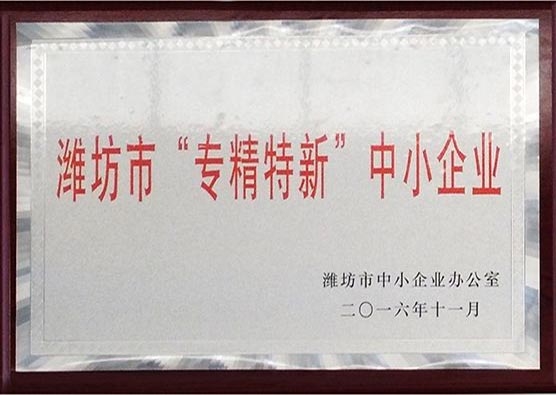 潍坊市“专精特新”中小企业
潍坊市中小企业办公室
二〇一六年十一月